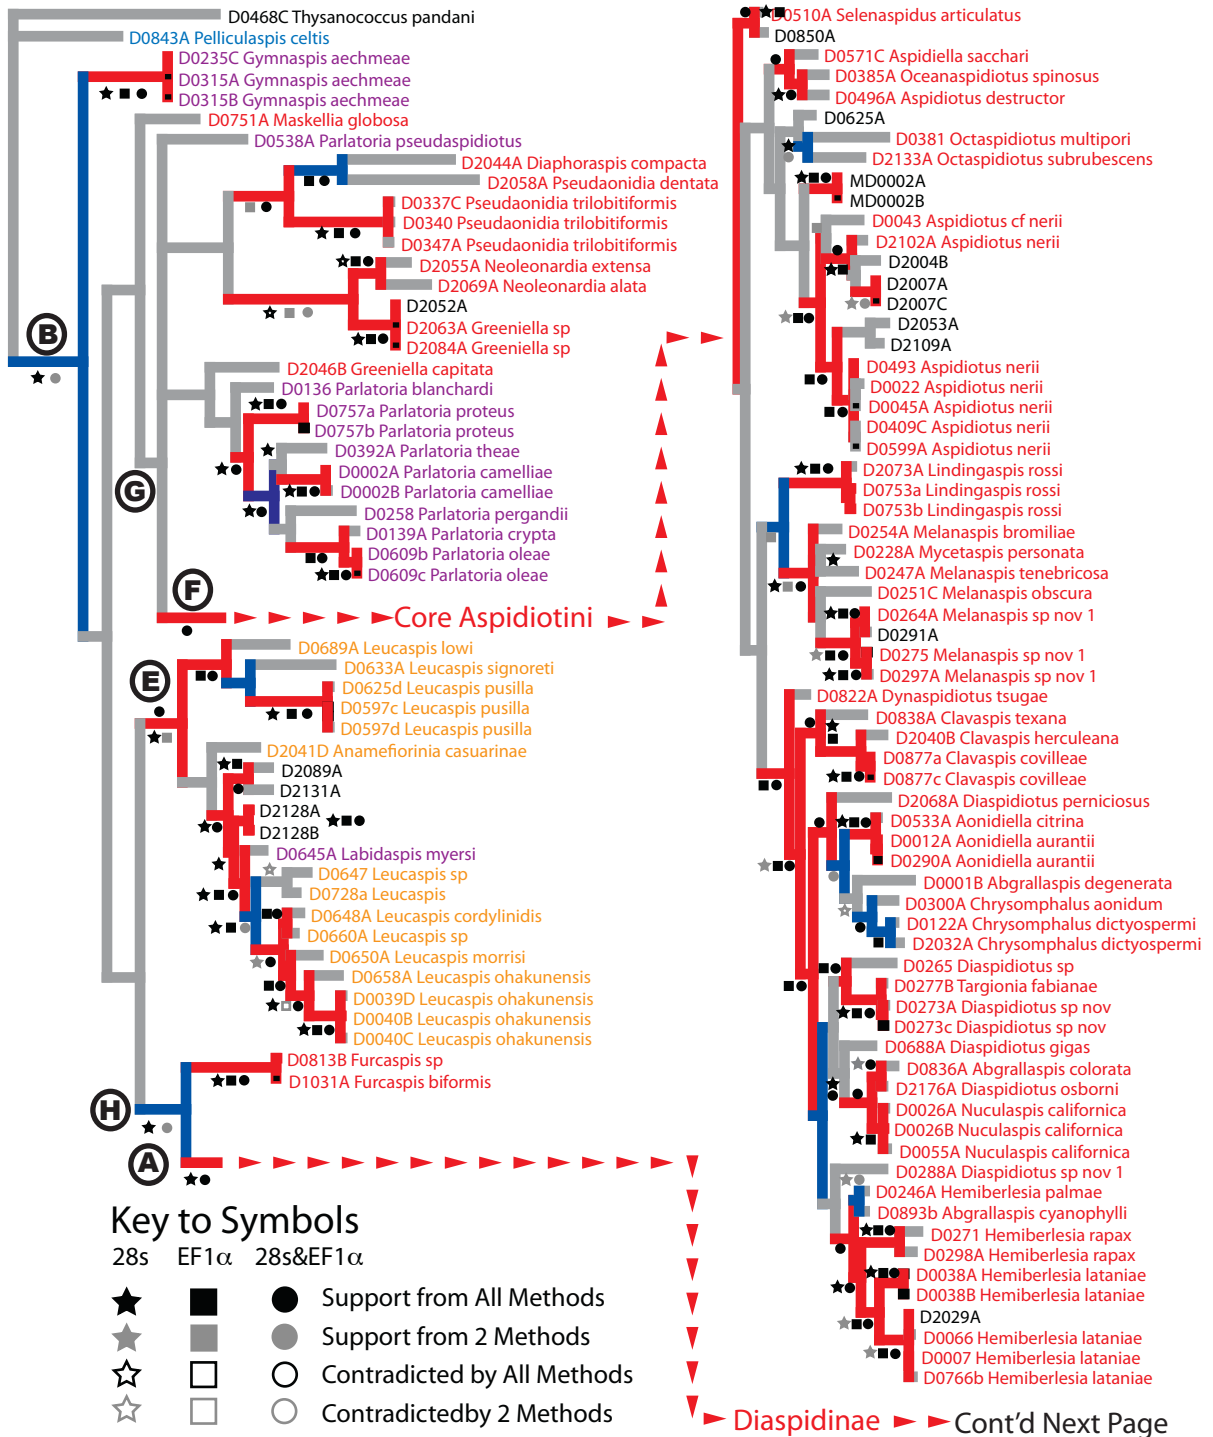 D0468C Thysanococcus pandani
D0843A Pelliculaspis celtis
D0235C Gymnaspis aechmeae
D0315A Gymnaspis aechmeae
D0315B Gymnaspis aechmeae
D0751A Maskellia globosa
D0538A Parlatoria pseudaspidiotus
D2044A Diaphoraspis compacta
D2058A Pseudaonidia dentata
D0337C Pseudaonidia trilobitiformis
D0340 Pseudaonidia trilobitiformis
D0347A Pseudaonidia trilobitiformis
D2055A Neoleonardia extensa
D2069A Neoleonardia alata
D2052A
D2063A Greeniella sp
D2084A Greeniella sp
B
D2046B Greeniella capitata
D0136 Parlatoria blanchardi
D0757a Parlatoria proteus
D0757b Parlatoria proteus
D0392A Parlatoria theae
D0002A Parlatoria camelliae
D0002B Parlatoria camelliae
G
D0258 Parlatoria pergandii
D0139A Parlatoria crypta
D0609b Parlatoria oleae
D0609c Parlatoria oleae
F
Core Aspidiotini
D0689A Leucaspis lowi
D0633A Leucaspis signoreti
E
D0625d Leucaspis pusilla
D0597c Leucaspis pusilla
D0597d Leucaspis pusilla
D2041D Anamefiorinia casuarinae
D2089A
D2131A
D2128A
D2128B
D0645A Labidaspis myersi
D0647 Leucaspis sp
D0728a Leucaspis
D0648A Leucaspis cordylinidis
D0660A Leucaspis sp
D0650A Leucaspis morrisi
D0658A Leucaspis ohakunensis
D0039D Leucaspis ohakunensis
D0040B Leucaspis ohakunensis
D0040C Leucaspis ohakunensis
D0813B Furcaspis sp
D1031A Furcaspis biformis
H
A
Key to Symbols
28s EF1α 28s&EF1α
Support from All Methods
Support from 2 Methods
Contradicted by All Methods
Contradictedby 2 Methods
D0510A Selenaspidus articulatus
D0850A
D0571C Aspidiella sacchari
D0385A Oceanaspidiotus spinosus
D0496A Aspidiotus destructor
D0625A
D0381 Octaspidiotus multipori
D2133A Octaspidiotus subrubescens
MD0002A
MD0002B
D0043 Aspidiotus cf nerii
D2102A Aspidiotus nerii
D2004B
D2007A
D2007C
D2053A
D2109A
D0493 Aspidiotus nerii
D0022 Aspidiotus nerii
D0045A Aspidiotus nerii
D0409C Aspidiotus nerii
D0599A Aspidiotus nerii
D2073A Lindingaspis rossi
D0753a Lindingaspis rossi
D0753b Lindingaspis rossi
D0254A Melanaspis bromiliae
D0228A Mycetaspis personata
D0247A Melanaspis tenebricosa
D0251C Melanaspis obscura
D0264A Melanaspis sp nov 1
D0291A
D0275 Melanaspis sp nov 1
D0297A Melanaspis sp nov 1
D0822A Dynaspidiotus tsugae
D0838A Clavaspis texana
D2040B Clavaspis herculeana
D0877a Clavaspis covilleae
D0877c Clavaspis covilleae
D2068A Diaspidiotus perniciosus
D0533A Aonidiella citrina
D0012A Aonidiella aurantii
D0290A Aonidiella aurantii
D0001B Abgrallaspis degenerata
D0300A Chrysomphalus aonidum
D0122A Chrysomphalus dictyospermi
D2032A Chrysomphalus dictyospermi
D0265 Diaspidiotus sp
D0277B Targionia fabianae
D0273A Diaspidiotus sp nov
D0273c Diaspidiotus sp nov
D0688A Diaspidiotus gigas
D0836A Abgrallaspis colorata
D2176A Diaspidiotus osborni
D0026A Nuculaspis californica
D0026B Nuculaspis californica
D0055A Nuculaspis californica
D0288A Diaspidiotus sp nov 1
D0246A Hemiberlesia palmae
D0893b Abgrallaspis cyanophylli
D0271 Hemiberlesia rapax
D0298A Hemiberlesia rapax
D0038A Hemiberlesia lataniae
D0038B Hemiberlesia lataniae
D2029A
D0066 Hemiberlesia lataniae
D0007 Hemiberlesia lataniae
D0766b Hemiberlesia lataniae
Diaspidinae Cont'd Next Page